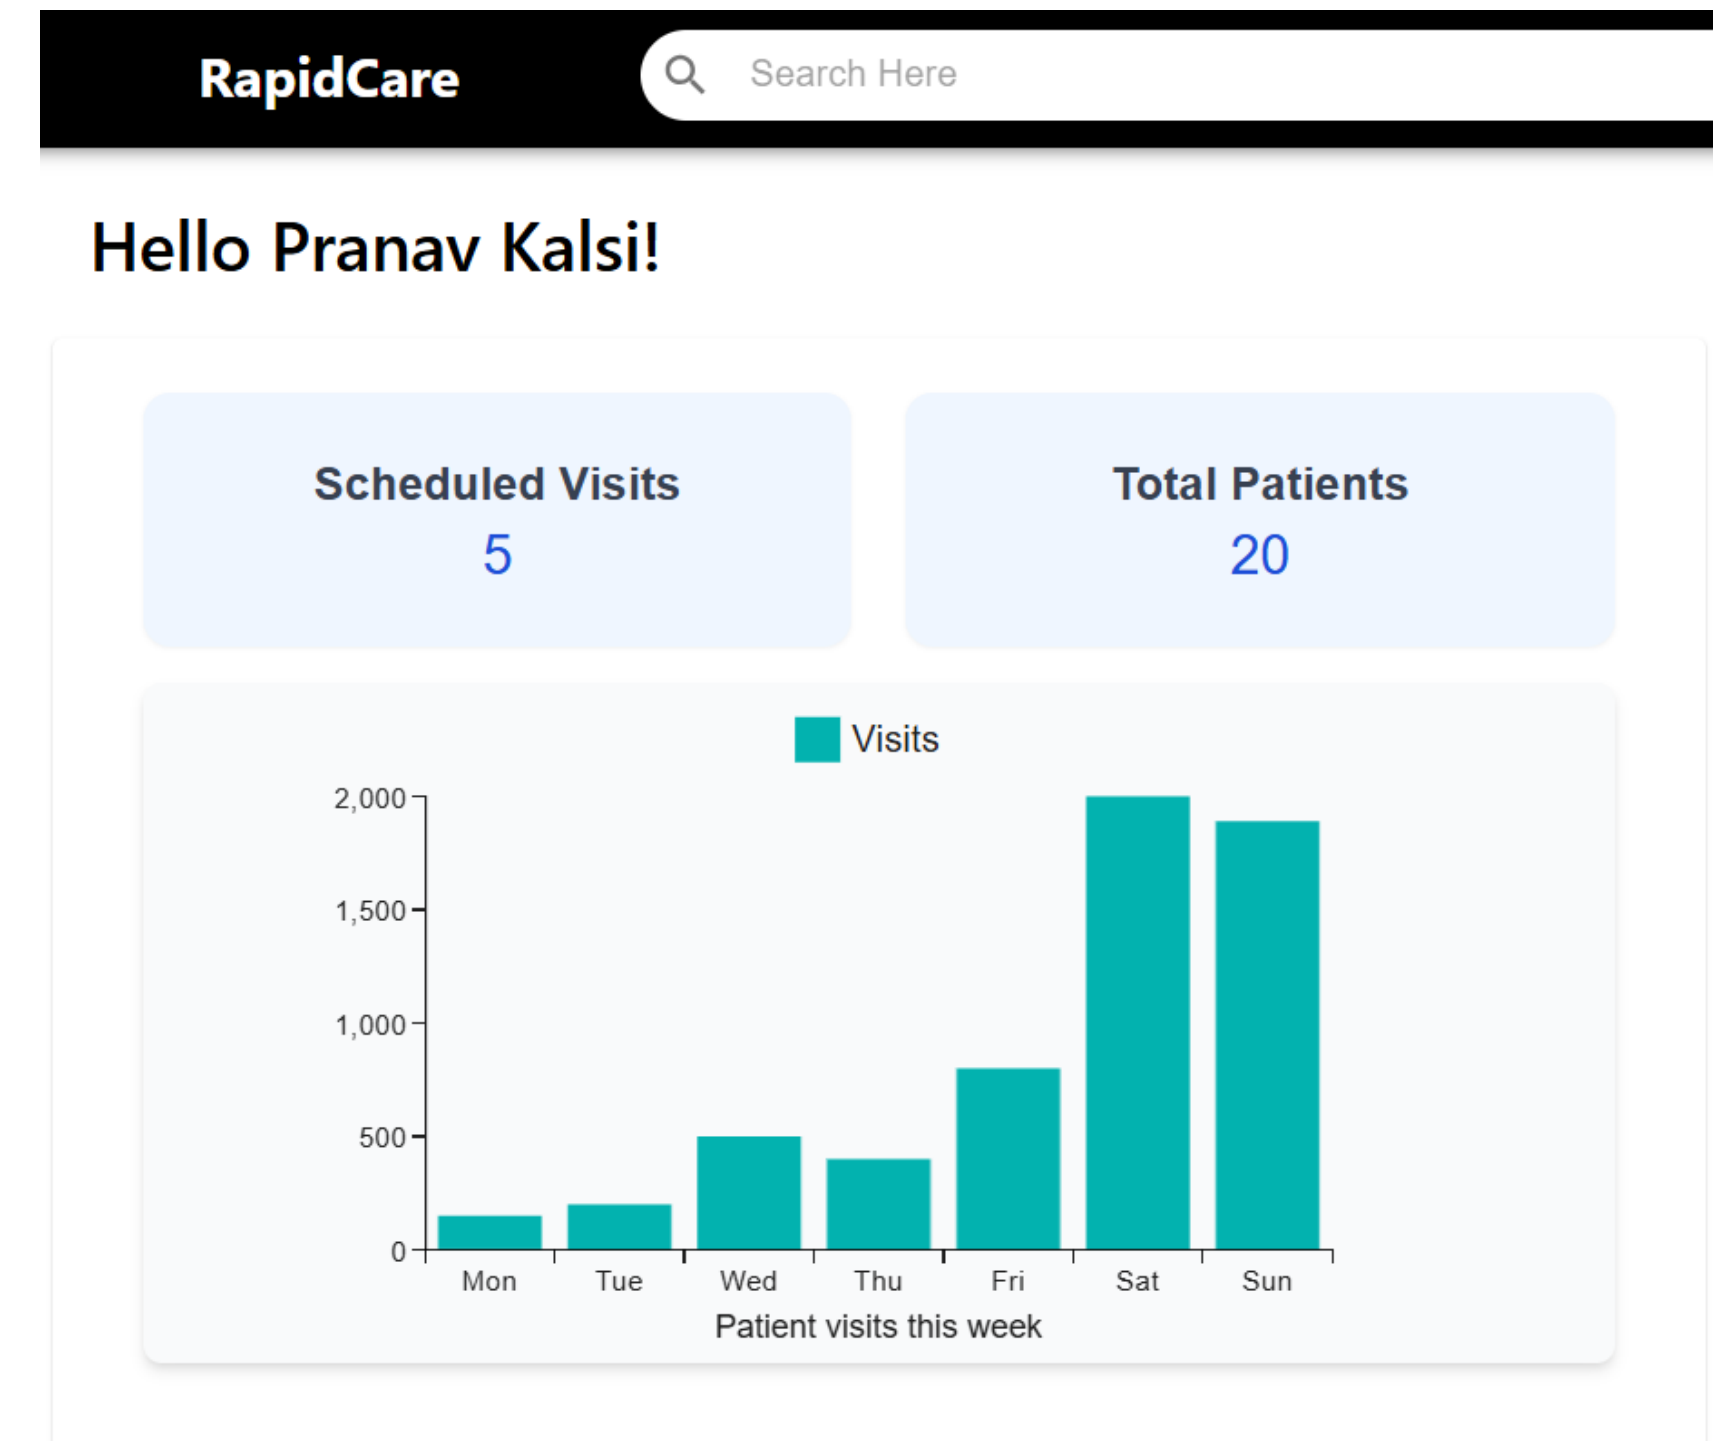 RapidCare
Search Here
Hello Pranav Kalsi!
Scheduled Visits
5
Total Patients
20
Visits
2,000
1,500
1,000
500
0
Mon Tue Wed Thu Fri Sat Sun
Patient visits this week